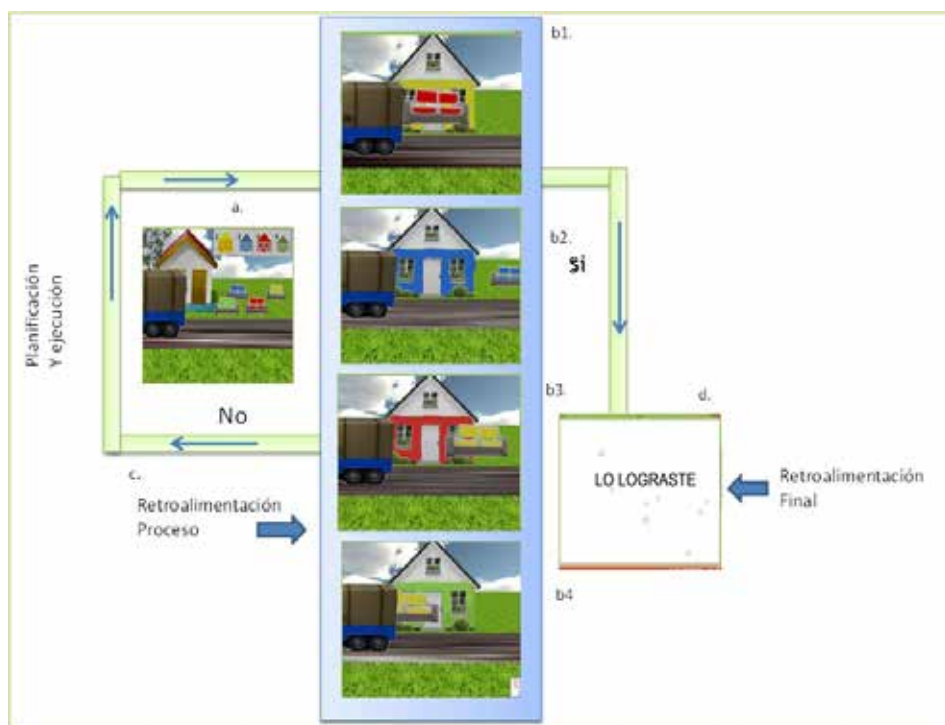 b1.
a.
b2.
Si
Planificación
Y ejecución
b3.
d.
No
LO LOGRASTE
c.
Retroalimentación
Proceso
Retroalimentación
Final
b4